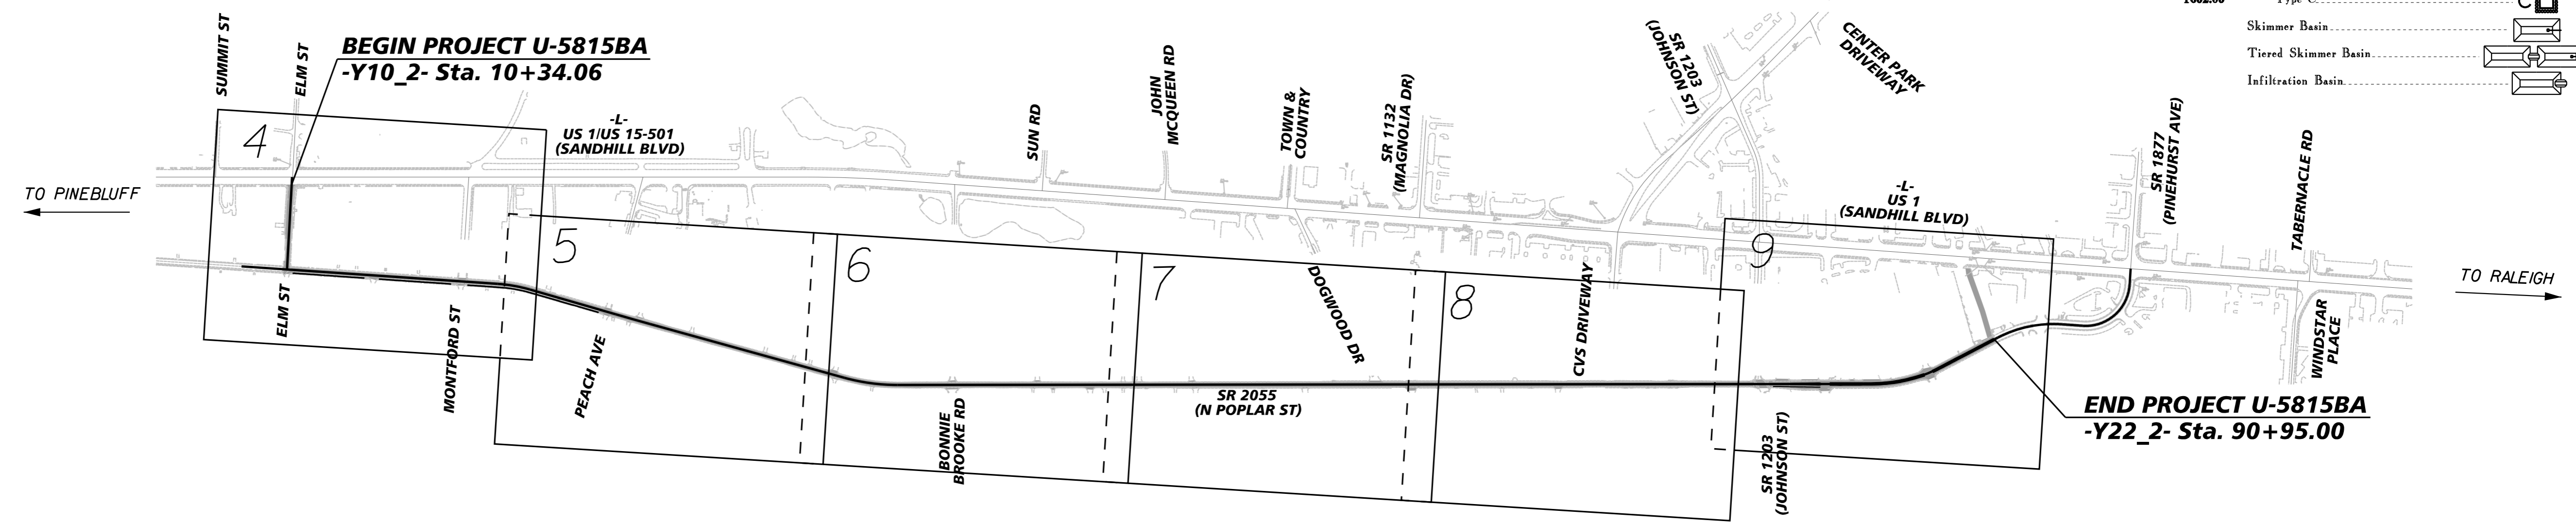 SUMMIT ST
ELM ST
BEGIN PROJECT U-5815BA
-Y10_2- Sta. 10+34.06
4
-L-
US 1/US 15-501
(SANDHILL BLVD)
SUN RD
JOHN
MCQUEEN RD
TOWN &
COUNTRY
SR 1132
(MAGNOLIA DR)
SR 1203
(JOHNSON ST)
CENTER PARK
DRIVEWAY
Type C
C
Skimmer Basin
Tiered Skimmer Basin
Infiltration Basin
SR 1877
(PINEHURST AVE)
TABERNACLE RD
TO PINEBLUFF
-L-
US 1
(SANDHILL BLVD)
5
6
7
8
9
TO RALEIGH
ELM ST
MONTFORD ST
PEACH AVE
BONNIE
BROOKE RD
SR 2055
(N POPLAR ST)
DOGWOOD DR
CVS DRIVEWAY
SR 1203
(JOHNSON ST)
WINDSTAR
PLACE
END PROJECT U-5815BA
-Y22_2- Sta. 90+95.00